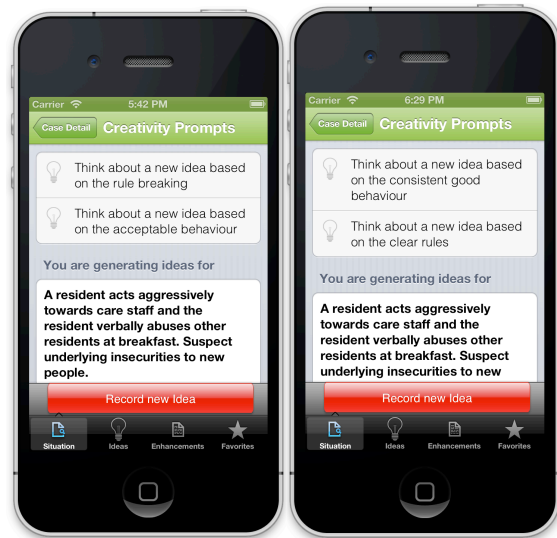 Carrier 5:42 PM
Case Detail Creativity Prompts
Think about a new idea based
on the rule breaking
Think about a new idea based
on the acceptable behaviour
You are generating ideas for
A resident acts aggressively
towards care staff and the
resident verbally abuses other
residents at breakfast. Suspect
underlying insecurities to new
people.
Record new Idea
Situation Ideas Enhancements Favorites
Carrier 6:29 PM
Case Detail Creativity Prompts
Think about a new idea based
on the consistent good
behaviour
Think about a new idea based
on the clear rules
You are generating ideas for
A resident acts aggressively
towards care staff and the
resident verbally abuses other
residents at breakfast. Suspect
underlying insecurities to new
Record new Idea
Situation Ideas Enhancements Favorites